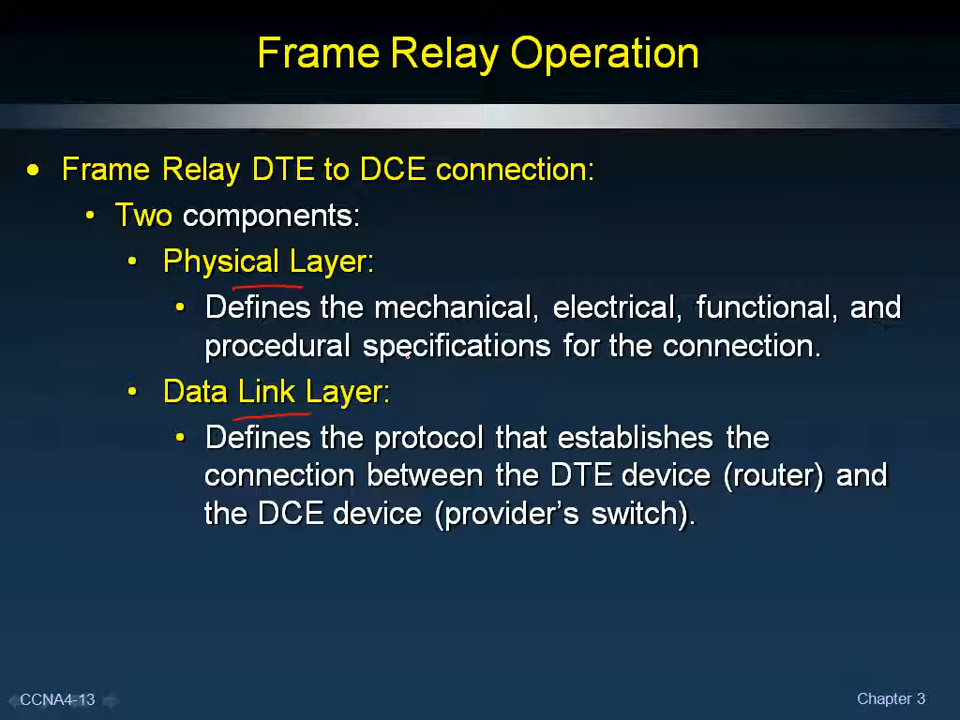 Frame Relay Operation
• Frame Relay DTE to DCE connection:
• Two components:
• Physical Layer:
• Defines the mechanical, electrical, functional, and
procedural specifications for the connection.
• Data Link Layer:
• Defines the protocol that establishes the
connection between the DTE device (router) and
the DCE device (provider’s switch).
CCNA4-13
Chapter 3